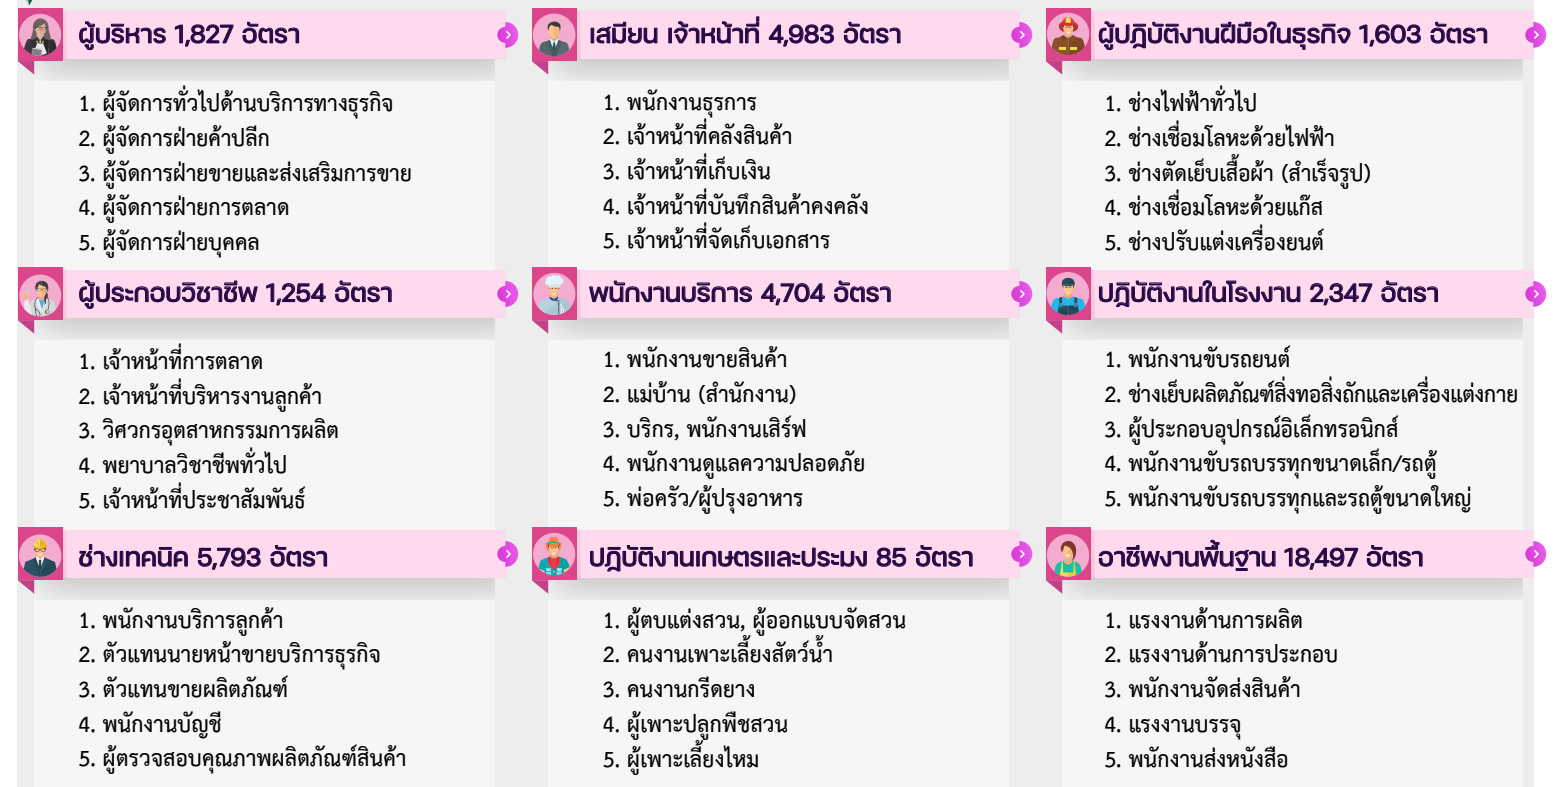 ผู้บริหาร 1,827 อัตรา
1. ผู้จัดการทั่วไปด้านบริการทางธุรกิจ
2. ผู้จัดการฝ่ายค้าปลีก
3. ผู้จัดการฝ่ายขายและส่งเสริมการขาย
4. ผู้จัดการฝ่ายการตลาด
5. ผู้จัดการฝ่ายบุคคล
เสมียน เจ้าหน้าที่ 4,983 อัตรา
1. พนักงานธุรการ
2. เจ้าหน้าที่คลังสินค้า
3. เจ้าหน้าที่เก็บเงิน
4. เจ้าหน้าที่บันทึกสินค้าคงคลัง
5. เจ้าหน้าที่จัดเก็บเอกสาร
ผู้ปฎิบัติงานฝีมือในธุรกิจ 1,603 อัตรา
1. ช่างไฟฟ้าทั่วไป
2. ช่างเชื่อมโลหะด้วยไฟฟ้า
3. ช่างตัดเย็บเสื้อผ้า (สำเร็จรูป)
4. ช่างเชื่อมโลหะด้วยแก๊ส
5. ช่างปรับแต่งเครื่องยนต์
ผู้ประกอบวิชาชีพ 1,254 อัตรา
1. เจ้าหน้าที่การตลาด
2. เจ้าหน้าที่บริหารงานลูกค้า
3. วิศวกรอุตสาหกรรมการผลิต
4. พยาบาลวิชาชีพทั่วไป
5. เจ้าหน้าที่ประชาสัมพันธ์
พนักงานบริการ 4,704 อัตรา
1. พนักงานขายสินค้า
2. แม่บ้าน (สำนักงาน)
3. บริกร, พนักงานเสิร์ฟ
4. พนักงานดูแลความปลอดภัย
5. พ่อครัว/ผู้ปรุงอาหาร
ปฎิบัติงานในโรงงาน 2,347 อัตรา
1. พนักงานขับรถยนต์
2. ช่างเย็บผลิตภัณฑ์สิ่งทอสิ่งถักและเครื่องแต่งกาย
3. ผู้ประกอบอุปกรณ์อิเล็กทรอนิกส์
4. พนักงานขับรถบรรทุกขนาดเล็ก/รถตู้
5. พนักงานขับรถบรรทุกและรถตู้ขนาดใหญ่
ช่างเทคนิค 5,793 อัตรา
1. พนักงานบริการลูกค้า
2. ตัวแทนนายหน้าขายบริการธุรกิจ
3. ตัวแทนขายผลิตภัณฑ์
4. พนักงานบัญชี
5. ผู้ตรวจสอบคุณภาพผลิตภัณฑ์สินค้า
ปฎิบัติงานเกษตรและประมง 85 อัตรา
1. ผู้ตบแต่งสวน, ผู้ออกแบบจัดสวน
2. คนงานเพาะเลี้ยงสัตว์น้ำ
3. คนงานกรีดยาง
4. ผู้เพาะปลูกพืชสวน
5. ผู้เพาะเลี้ยงไหม
อาชีพงานพื้นฐาน 18,497 อัตรา
1. แรงงานด้านการผลิต
2. แรงงานด้านการประกอบ
3. พนักงานจัดส่งสินค้า
4. แรงงานบรรจุ
5. พนักงานส่งหนังสือ